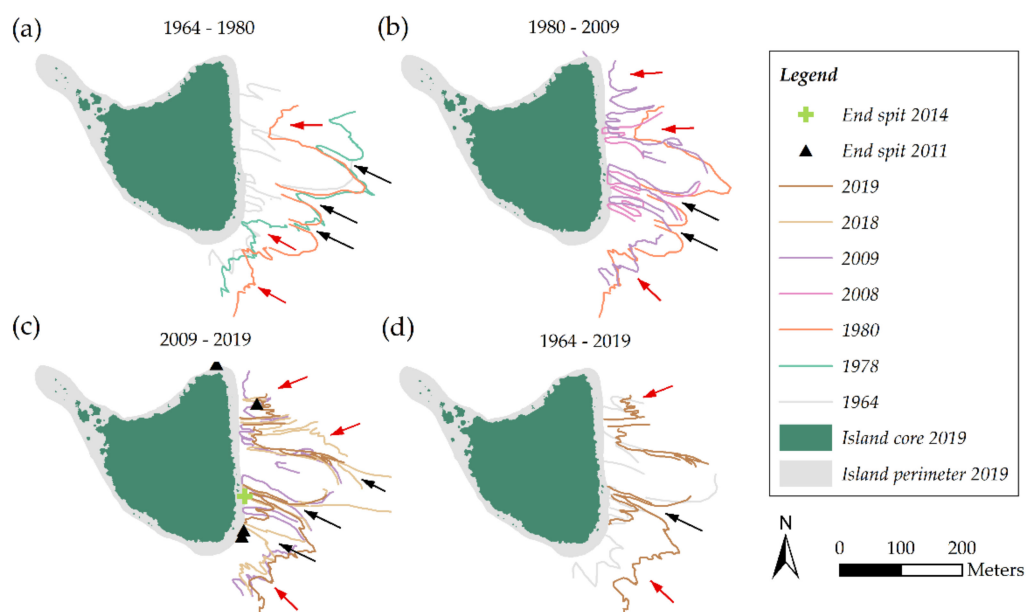 (a)
1964 - 1980
(b)
1980 - 2009
(c)
2009 - 2019
(d)
1964 - 2019
Legend
End spit 2014
End spit 2011
2019
2018
2009
2008
1980
1978
1964
Island core 2019
Island perimeter 2019
N
0 100 200
Meters